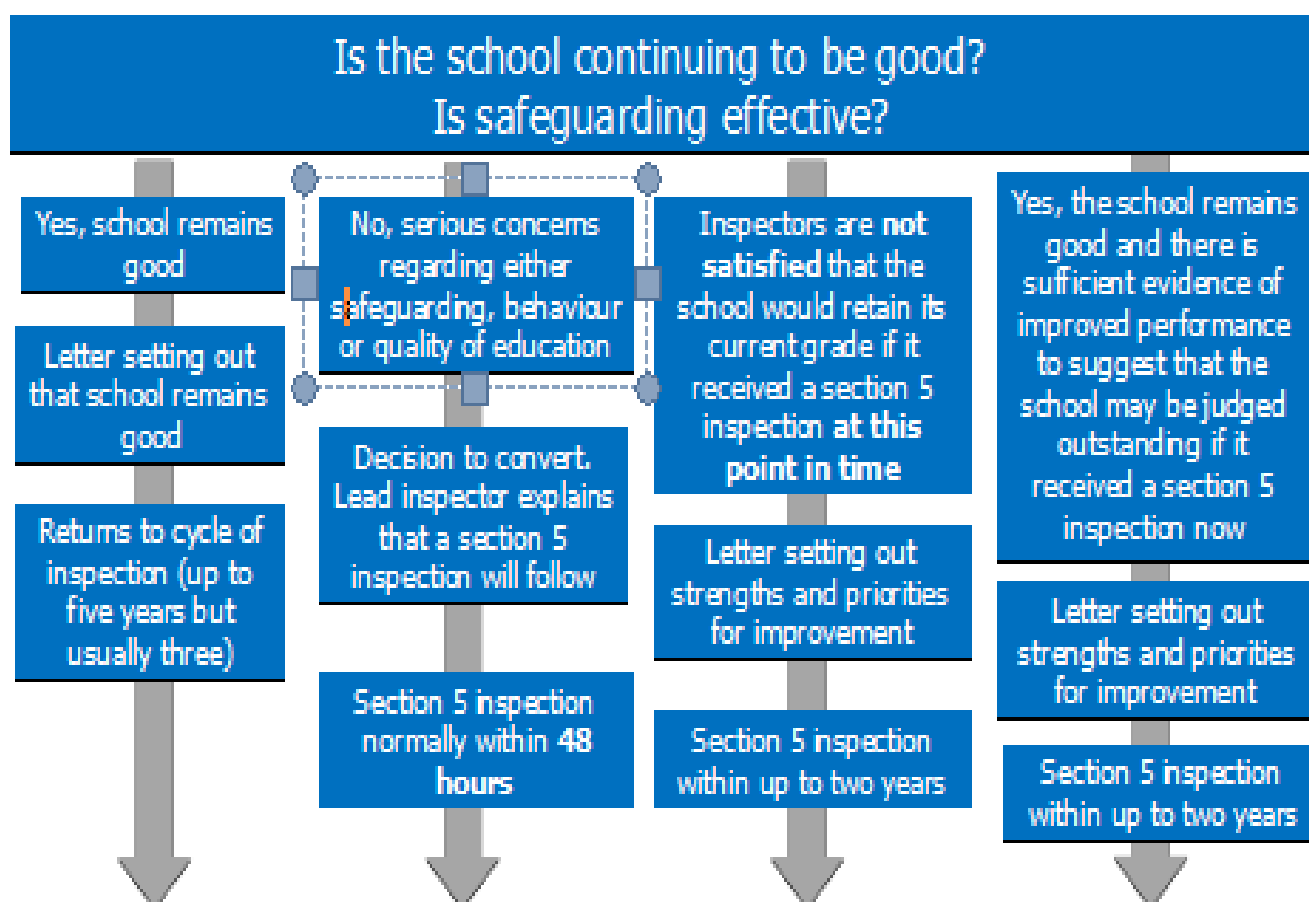 Is the school continuing to be good?
Is safeguarding effective?
Yes, school remains
good
Letter setting out
that school remains
good
Returns to cycle of
inspection (up to
five years but
usually three)
No, serious concerns
regarding either
safeguarding, behaviour
or quality of education
Decision to convert.
Lead inspector explains
that a section 5
inspection will follow
Section 5 inspection
normally within 48
hours
Inspectors are not
satisfied that the
school would retain its
current grade if it
received a section 5
inspection at this
point in time
Letter setting out
strengths and priorities
for improvement
Section 5 inspection
within up to two years
Yes, the school remains
good and there is
sufficient evidence of
improved performance
to suggest that the
school may be judged
outstanding if it
received a section 5
inspection now
Letter setting out
strengths and priorities
for improvement
Section 5 inspection
within up to two years